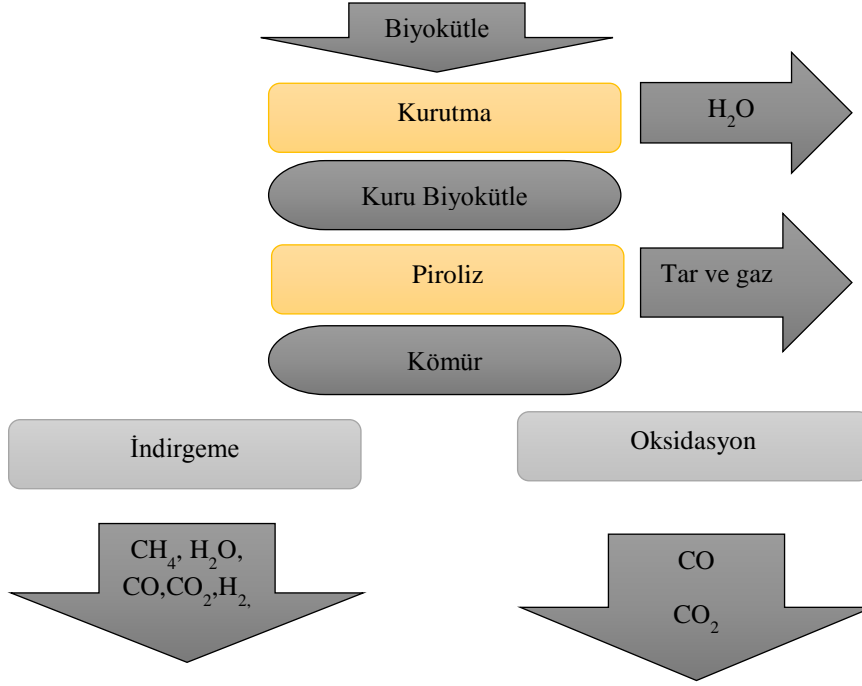 Biyokütle
Kurutma
H₂O
Kuru Biyokütle
Piroliz
Tar ve gaz
Kömür
İndirgeme
Oksidasyon
CH₄, H₂O,
CO,CO₂,H₂,
CO
CO₂